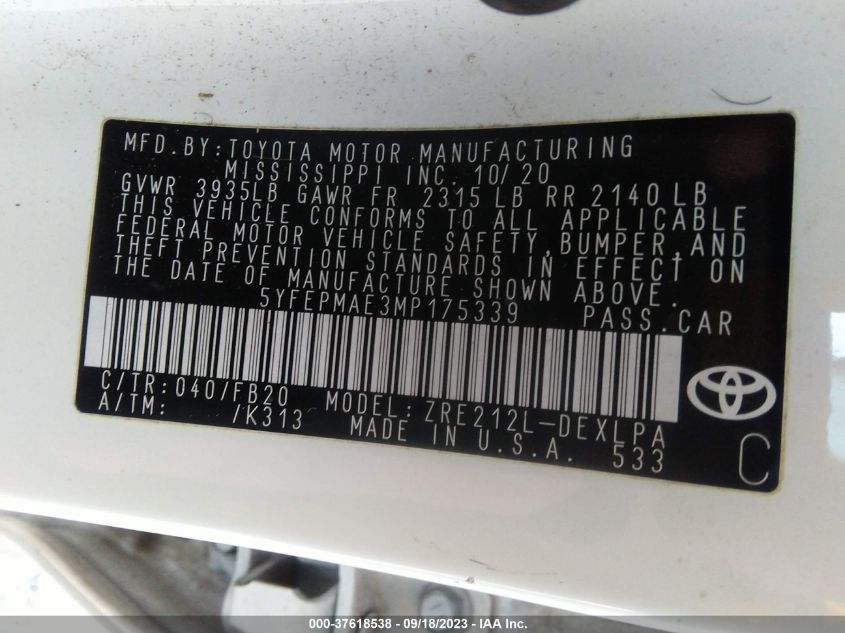 MFD.BY:TOYOTA MOTOR MANUFACTURING
MISSISSIPPI INC. 10/20
GVWR 3935LB GAWR FR 2315 LB RR 2140 LB
THIS VEHICLE CONFORMS TO ALL APPLICABLE
FEDERAL MOTOR VEHICLE SAFETY,BUMPER,AND
THEFT PREVENTION STANDARDS IN EFFECT ON
THE DATE OF MANUFACTURE SHOWN ABOVE.
5YFEPMAE3MP175339 PASS.CAR
C/TR:040/FB20 MODEL:ZRE212L-DEXLPA
A/TM: /K313 MADE IN U.S.A. 533
C
000-37618538 - 09/18/2023 - IAA Inc.